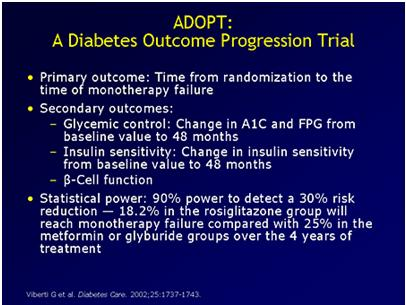 ADOPT:
A Diabetes Outcome Progression Trial
• Primary outcome: Time from randomization to the
time of monotherapy failure
• Secondary outcomes:
– Glycemic control: Change in A1C and FPG from
baseline value to 48 months
– Insulin sensitivity: Change in insulin sensitivity
from baseline value to 48 months
– β-Cell function
• Statistical power: 90% power to detect a 30% risk
reduction — 18.2% in the rosiglitazone group will
reach monotherapy failure compared with 25% in the
metformin or glyburide groups over the 4 years of
treatment
Viberti G et al. Diabetes Care. 2002;25:1737-1743.